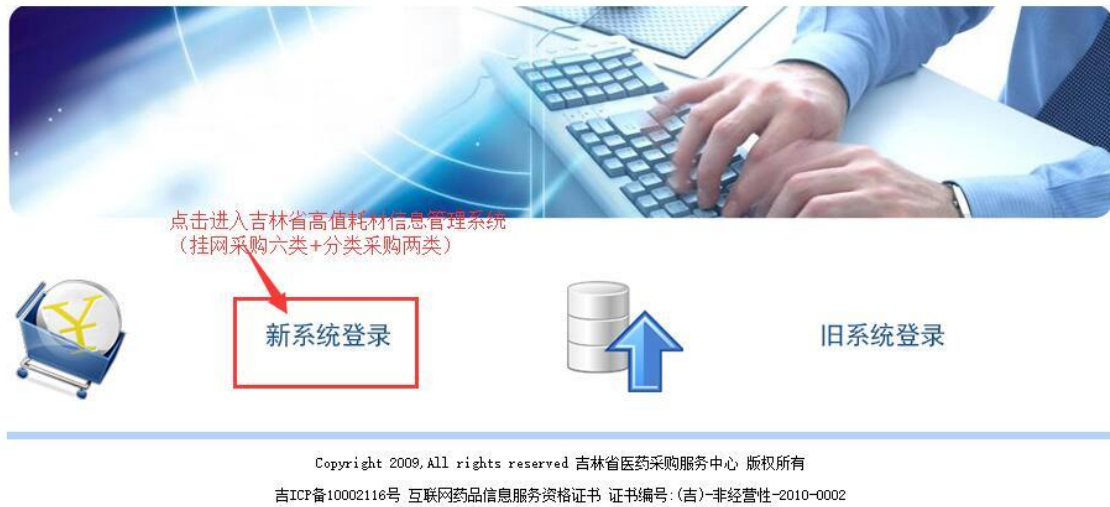 点击进入吉林省高值耗材信息管理系统
（挂网采购六类+分类采购两类）
新系统登录
旧系统登录
Copyright 2009,All rights reserved 吉林省医药采购服务中心 版权所有
吉ICP备10002116号 互联网药品信息服务资格证书 证书编号:(吉)-非经营性-2010-0002